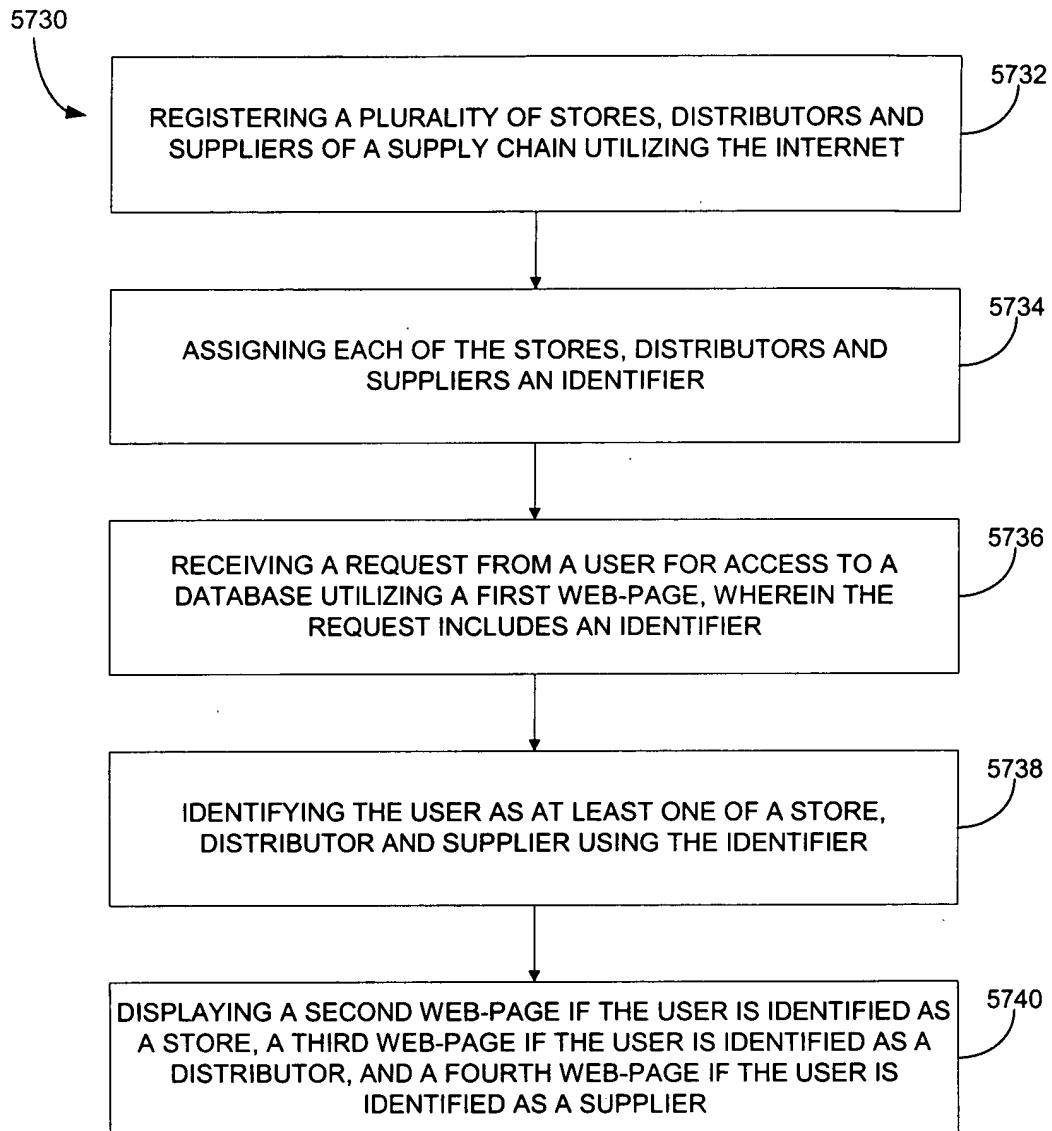 5730
5732
REGISTERING A PLURALITY OF STORES, DISTRIBUTORS AND
SUPPLIERS OF A SUPPLY CHAIN UTILIZING THE INTERNET
5734
ASSIGNING EACH OF THE STORES, DISTRIBUTORS AND
SUPPLIERS AN IDENTIFIER
5736
RECEIVING A REQUEST FROM A USER FOR ACCESS TO A
DATABASE UTILIZING A FIRST WEB-PAGE, WHEREIN THE
REQUEST INCLUDES AN IDENTIFIER
5738
IDENTIFYING THE USER AS AT LEAST ONE OF A STORE,
DISTRIBUTOR AND SUPPLIER USING THE IDENTIFIER
5740
DISPLAYING A SECOND WEB-PAGE IF THE USER IS IDENTIFIED AS
A STORE, A THIRD WEB-PAGE IF THE USER IS IDENTIFIED AS A
DISTRIBUTOR, AND A FOURTH WEB-PAGE IF THE USER IS
IDENTIFIED AS A SUPPLIER